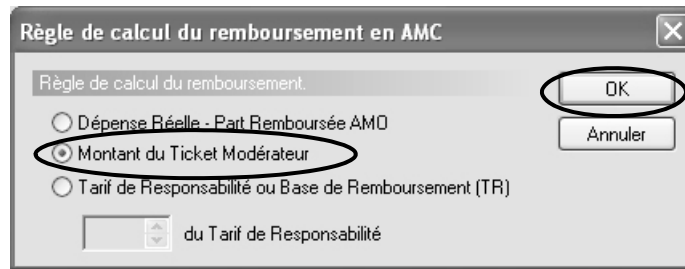 Règle de calcul du remboursement en AMC
Règle de calcul du remboursement.
Dépense Réelle - Part Remboursée AMO
Montant du Ticket Modérateur
Tarif de Responsabilité ou Base de Remboursement (TR)
du Tarif de Responsabilité
OK
Annuler